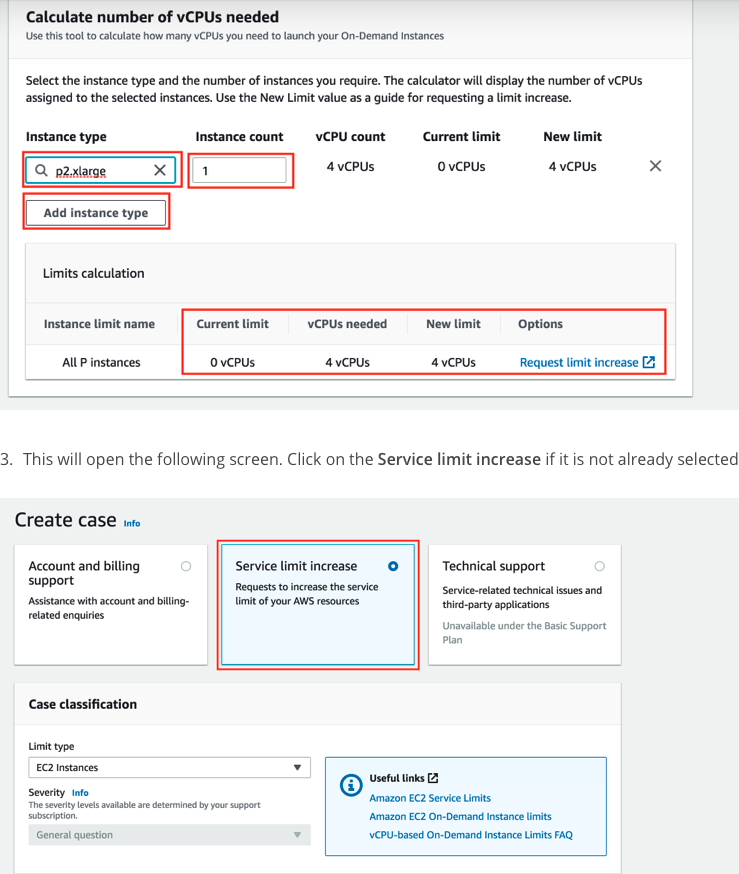 Calculate number of vCPUs needed
Use this tool to calculate how many vCPUs you need to launch your On-Demand Instances
Select the instance type and the number of instances you require. The calculator will display the number of vCPUs
assigned to the selected instances. Use the New Limit value as a guide for requesting a limit increase.
Instance type Instance count vCPU count Current limit New limit
p2.xlarge 1 4 vCPUs 0 vCPUs 4 vCPUs
Add instance type
Limits calculation
Instance limit name Current limit vCPUs needed New limit Options
All P instances 0 vCPUs 4 vCPUs 4 vCPUs Request limit increase
3. This will open the following screen. Click on the Service limit increase if it is not already selected
Create case Info
Account and billing
support
Assistance with account and billing-
related enquiries
Service limit increase
Requests to increase the service
limit of your AWS resources
Technical support
Service-related technical issues and
third-party applications
Unavailable under the Basic Support
Plan
Case classification
Limit type
EC2 Instances
Severity Info
The severity levels available are determined by your support
subscription.
General question
Useful links
Amazon EC2 Service Limits
Amazon EC2 On-Demand Instance limits
vCPU-based On-Demand Instance Limits FAQ